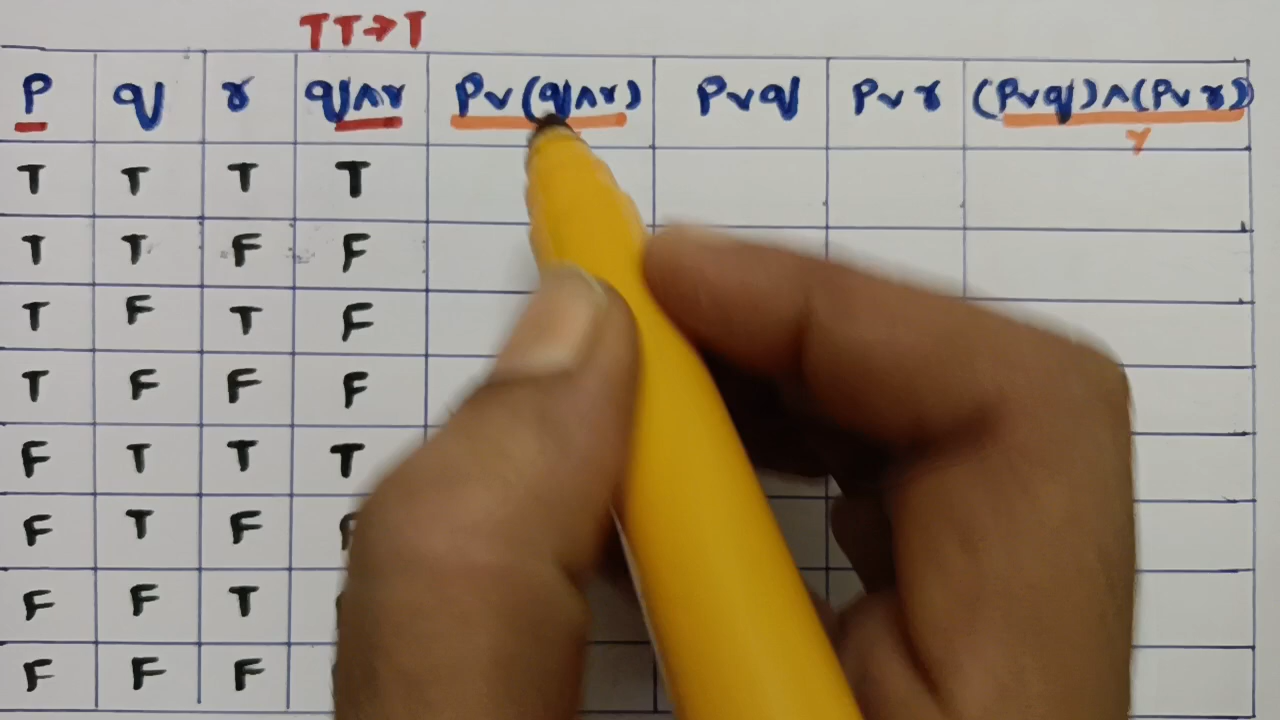 TT→T
P q r q∧r P∨(q∧r) P∨q P∨r (P∨q)∧(P∨r)
Y
T T T T
T T F F
T F T F
T F F F
F T T T
F T F
F F T
F F F